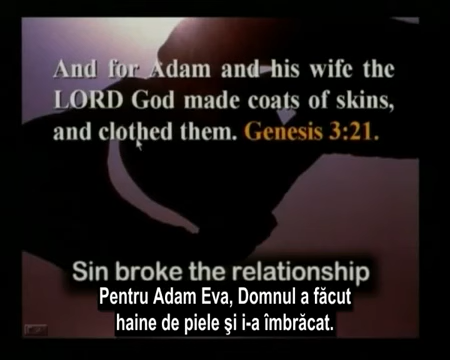 And for Adam and his wife the
LORD God made coats of skins,
and clothed them. Genesis 3:21.
Sin broke the relationship
Pentru Adam Eva, Domnul a făcut
haine de piele şi i-a îmbrăcat.